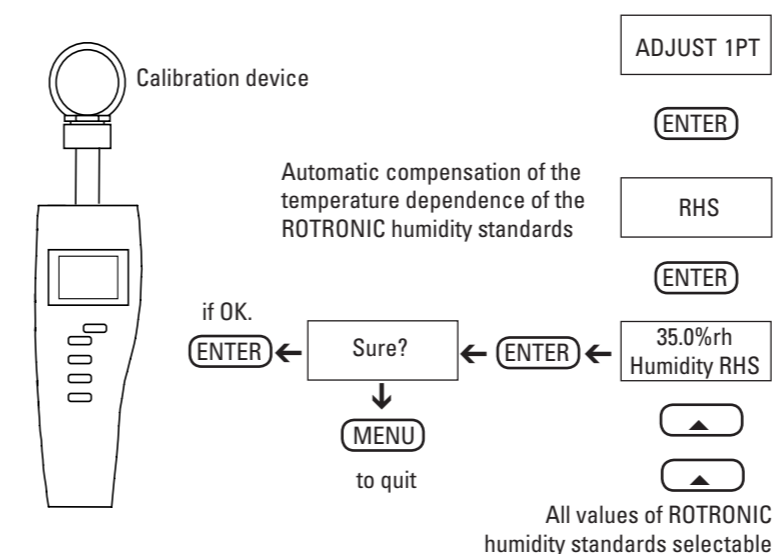 ADJUST 1PT
Calibration device
ENTER
Automatic compensation of the
temperature dependence of the
ROTRONIC humidity standards
RHS
ENTER
if OK.
ENTER
Sure?
ENTER
35.0%rh
Humidity RHS
MENU
to quit
All values of ROTRONIC
humidity standards selectable